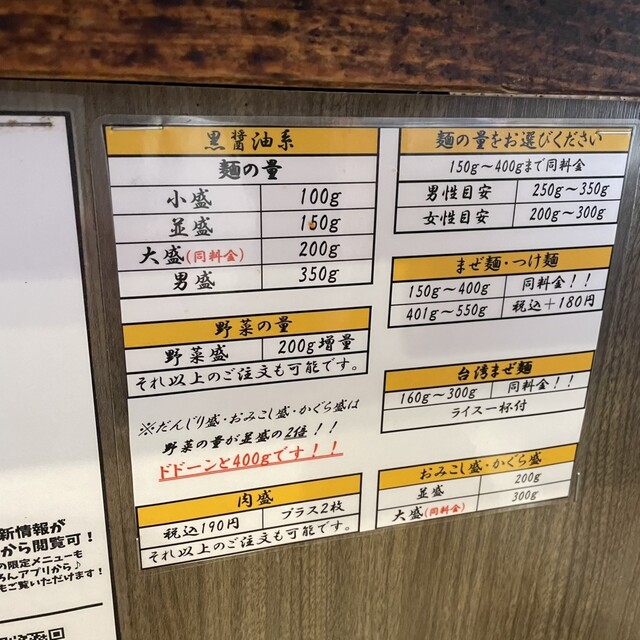 黒醤油系
麺の量
小盛 100g
並盛 150g
大盛(同料金) 200g
男盛 350g
野菜の量
野菜盛 200g増量
それ以上のご注文も可能です。
※だんじり盛・おみこし盛・かぐら盛は
野菜の量が並盛の2倍!!
ドドーンと400gです!!
肉盛
税込190円 プラス2枚
それ以上のご注文も可能です。
麺の量をお選びください
150g～400gまで同料金
男性目安 250g～350g
女性目安 200g～300g
まぜ麺・つけ麺
150g～400g 同料金!!
401g～550g 税込+180円
台湾まぜ麺
160g～300g 同料金!!
ライス一杯付
おみこし盛・かぐら盛
並盛 200g
大盛(同料金) 300g
新情報が
から閲覧可!
の限定メニューも
ろんアプリから♪
もご覧いただけます!